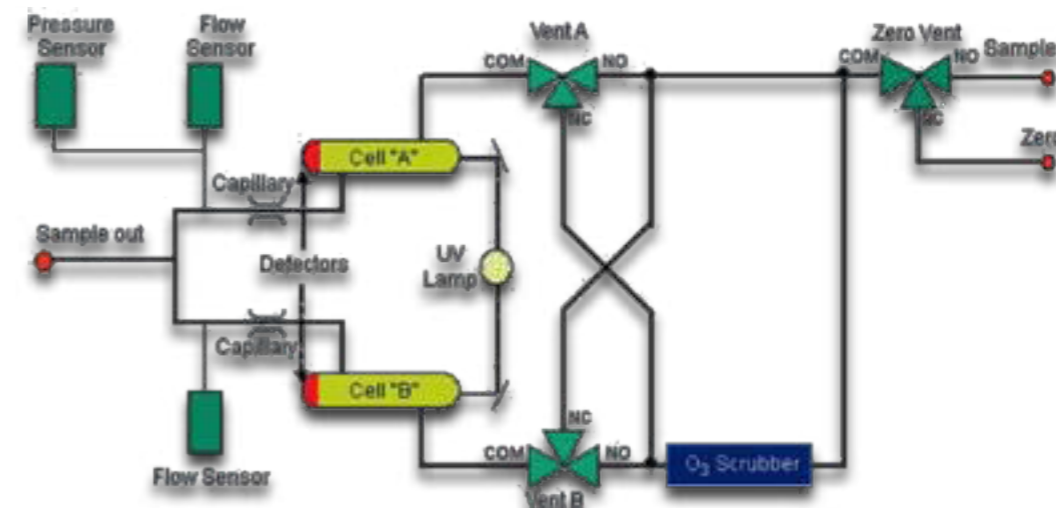 Pressure
Sensor
Flow
Sensor
Vent A
Zero Vent
COM
NO
NC
COM
NO
Sample
NC
Zero
Cell "A"
Capillary
Sample out
Detectors
UV
Lamp
Capillary
Cell "B"
NC
COM
NO
O₃ Scrubber
Flow Sensor
Vent B